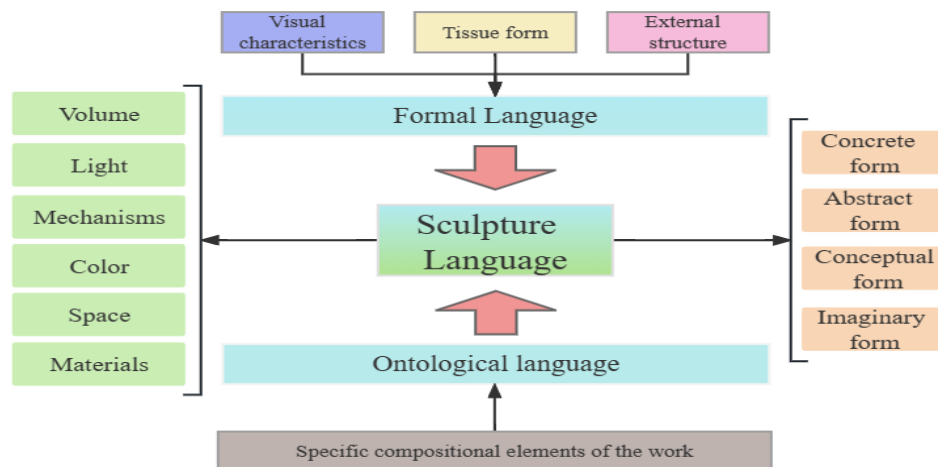 Visual
characteristics
Tissue form
External
structure
Formal Language
Volume
Light
Mechanisms
Color
Space
Materials
Sculpture
Language
Concrete
form
Abstract
form
Conceptual
form
Imaginary
form
Ontological language
Specific compositional elements of the work